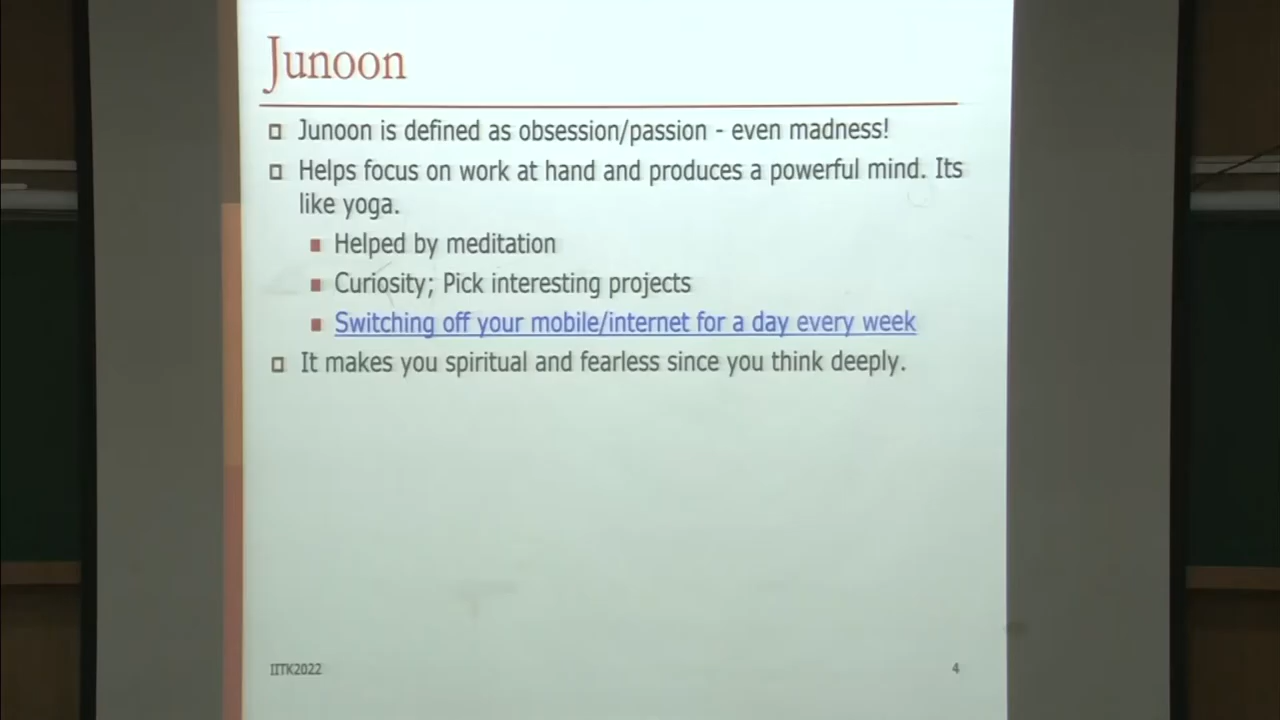 Junoon
Junoon is defined as obsession/passion - even madness!
Helps focus on work at hand and produces a powerful mind. Its
like yoga.
Helped by meditation
Curiosity; Pick interesting projects
Switching off your mobile/internet for a day every week
It makes you spiritual and fearless since you think deeply.
IITK2022
4